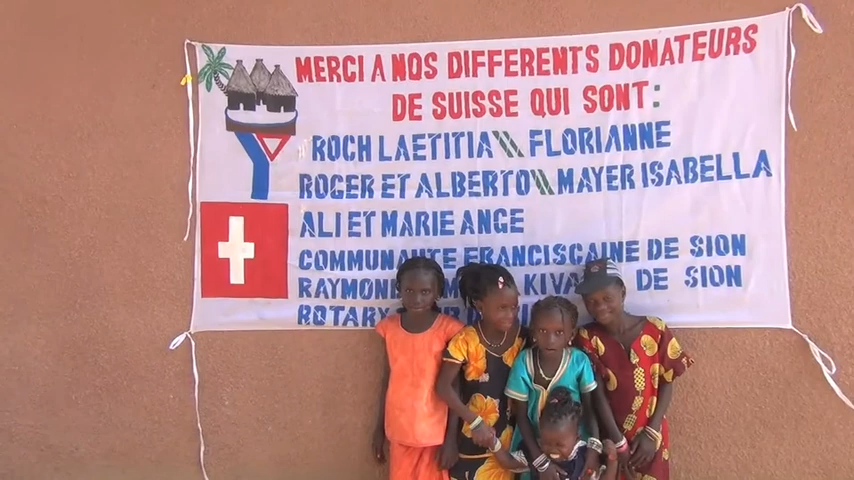 MERCI A NOS DIFFERENTS DONATEURS
DE SUISSE QUI SONT :
ROCH LAETITIA FLORIANNE
ROGER ET ALBERTO MAYER ISABELLA
ALI ET MARIE ANGE
COMMUNAUTE FRANCISCAINE DE SION
DE SION
ROTARY